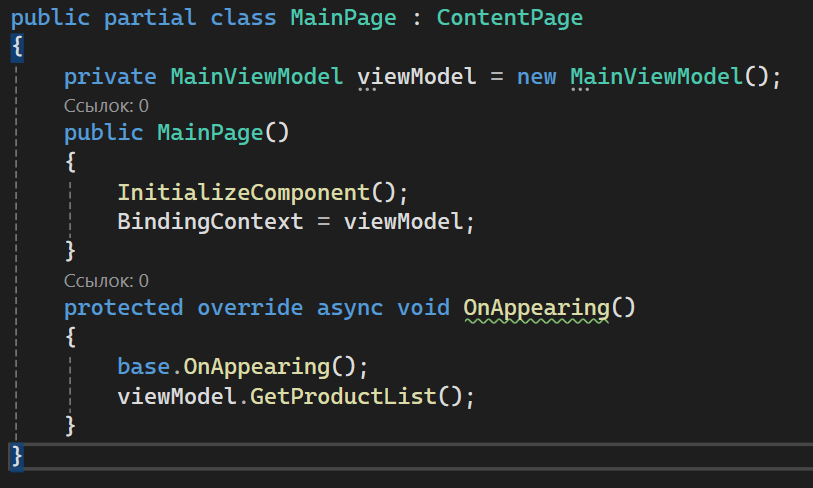 public partial class MainPage : ContentPage
{
private MainViewModel viewModel = new MainViewModel();
Ссылок: 0
public MainPage()
{
InitializeComponent();
BindingContext = viewModel;
}
Ссылок: 0
protected override async void OnAppearing()
{
base.OnAppearing();
viewModel.GetProductList();
}
}